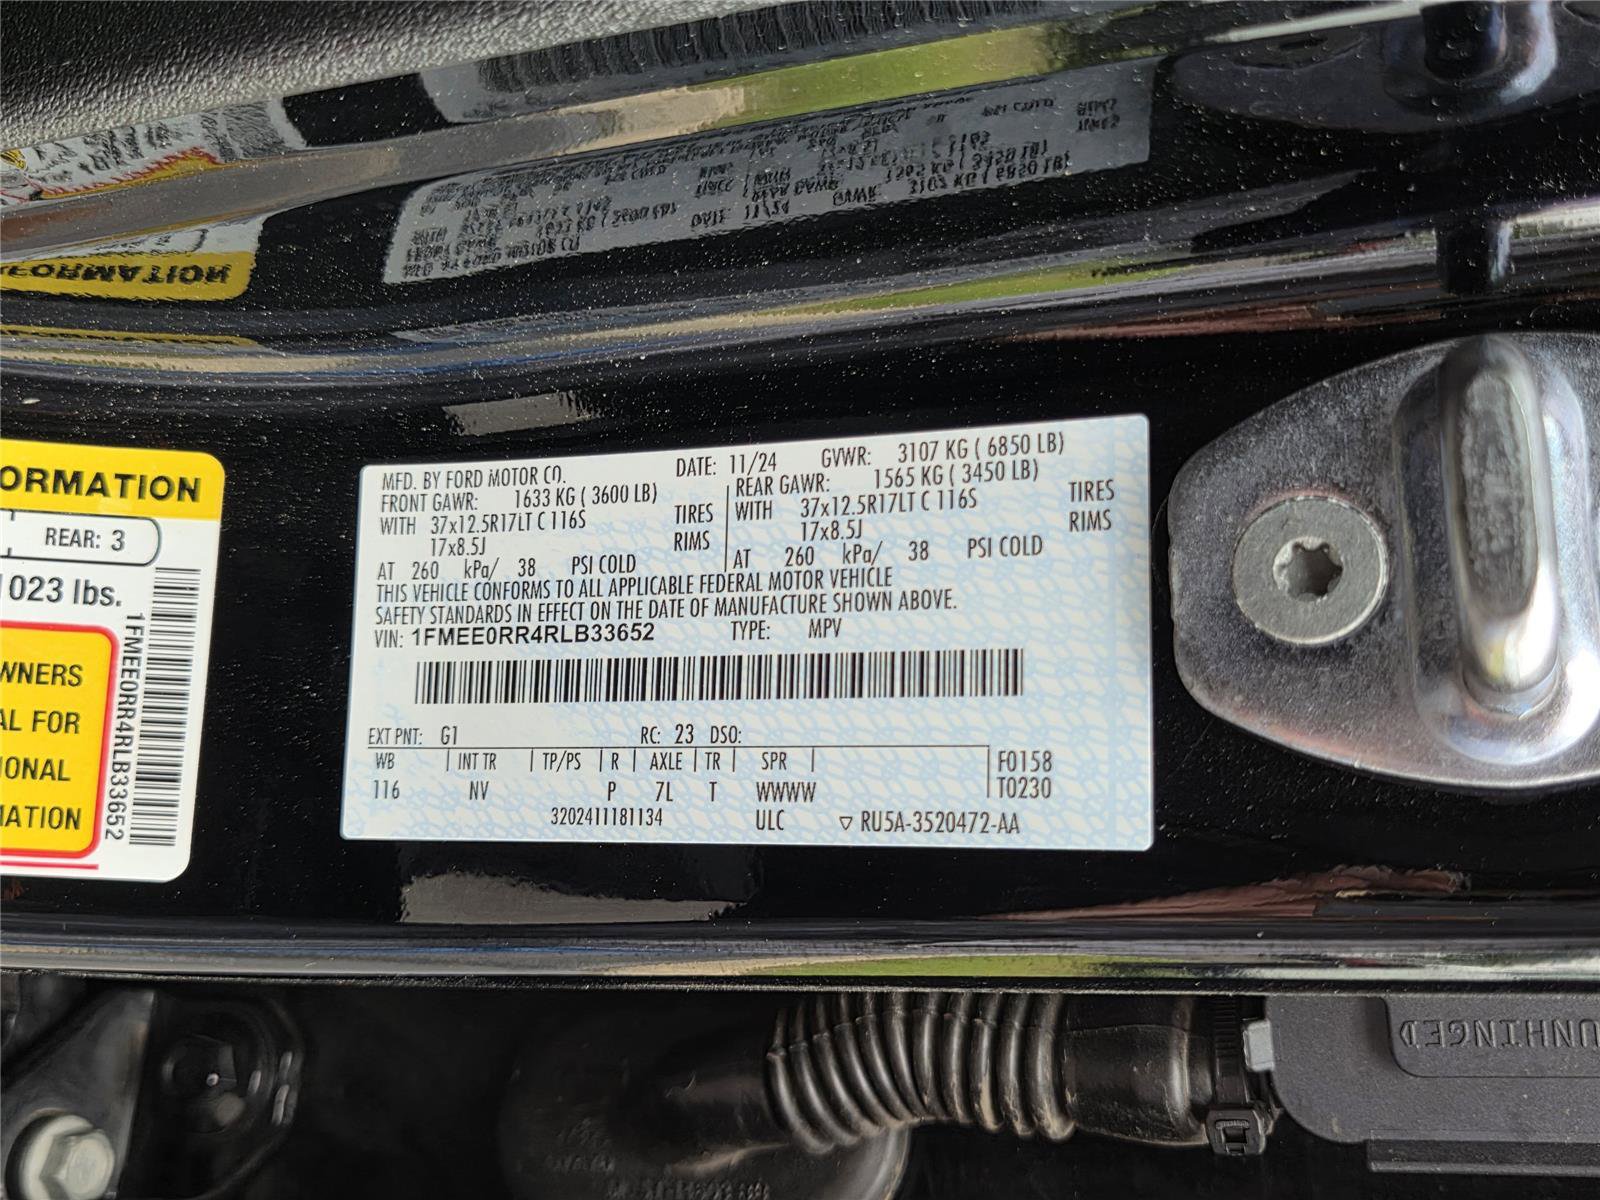 MFD. BY FORD MOTOR CO.
DATE: 11/24
GVWR: 3107 KG ( 6850 LB)
FRONT GAWR: 1633 KG ( 3600 LB)
WITH 37x12.5R17LT C 116S TIRES
17x8.5J RIMS
AT 260 kPa/ 38 PSI COLD
REAR GAWR: 1565 KG ( 3450 LB)
WITH 37x12.5R17LT C 116S TIRES
17x8.5J RIMS
AT 260 kPa/ 38 PSI COLD
THIS VEHICLE CONFORMS TO ALL APPLICABLE FEDERAL MOTOR VEHICLE
SAFETY STANDARDS IN EFFECT ON THE DATE OF MANUFACTURE SHOWN ABOVE.
VIN: 1FMEE0RR4RLB33652 TYPE: MPV
EXT PNT: G1 RC: 23 DSO:
WB INT TR TP/PS R AXLE TR SPR F0158
116 NV P 7L T WWWW T0230
3202411181134 ULC ▽ RU5A-3520472-AA
ORMATION
REAR: 3
1023 lbs.
WNERS
AL FOR
IONAL
MATION
1FMEE0RR4RLB33652
UNHINGED